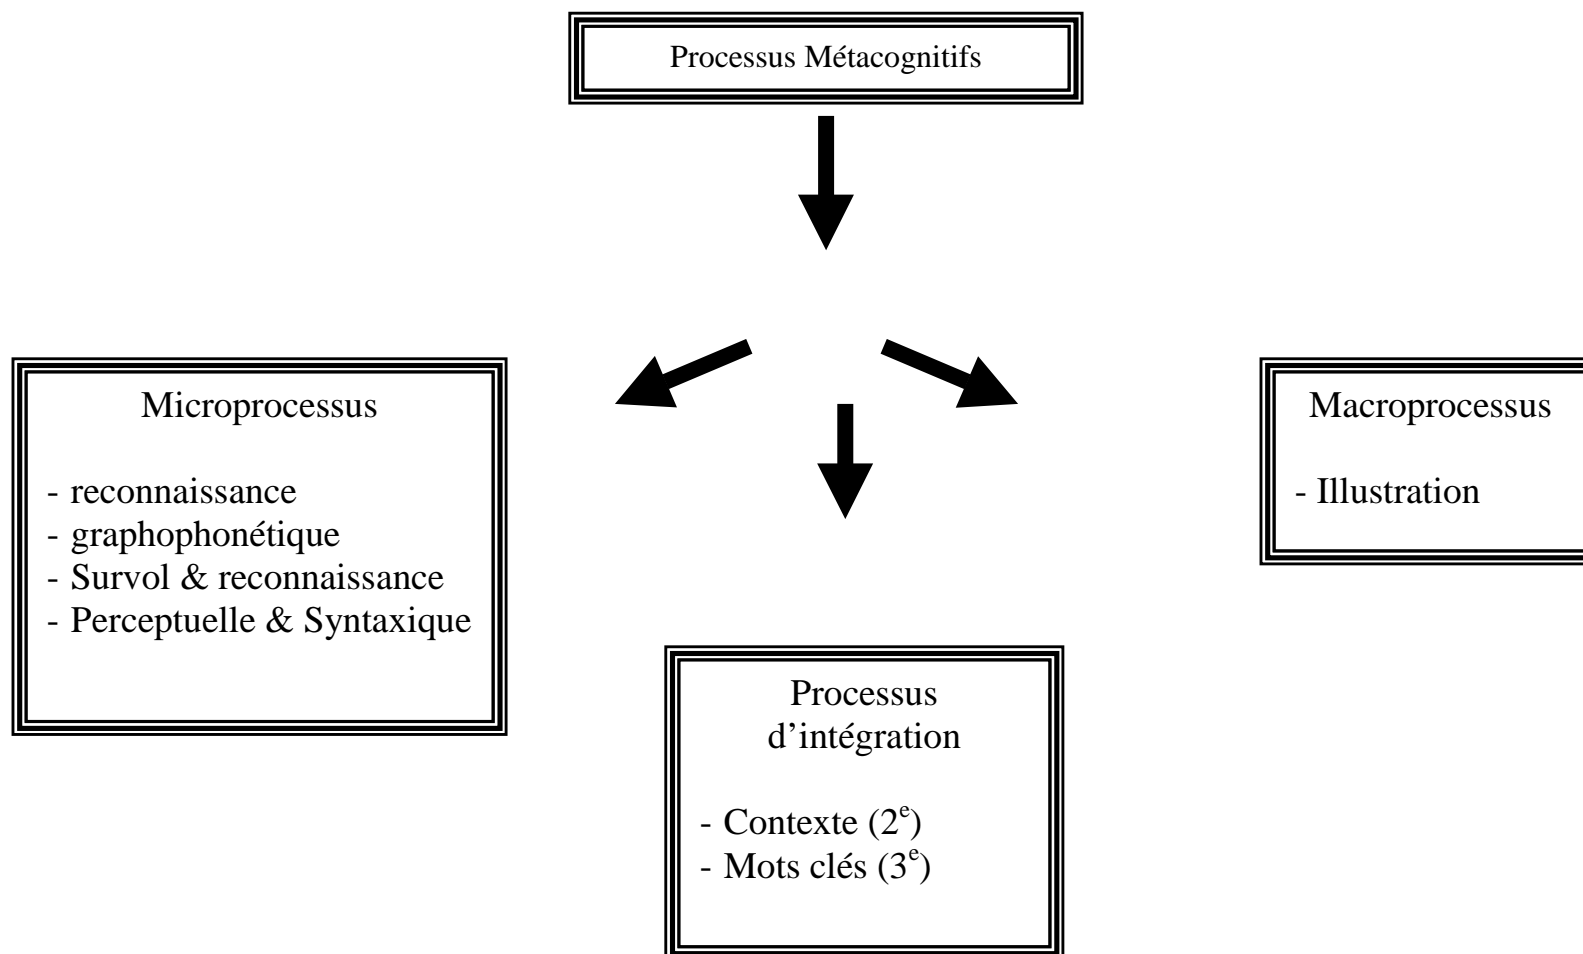 Processus Métacognitifs
Microprocessus
- reconnaissance
- graphophonétique
- Survol & reconnaissance
- Perceptuelle & Syntaxique
Macroprocessus
- Illustration
Processus
d’intégration
- Contexte (2e)
- Mots clés (3e)